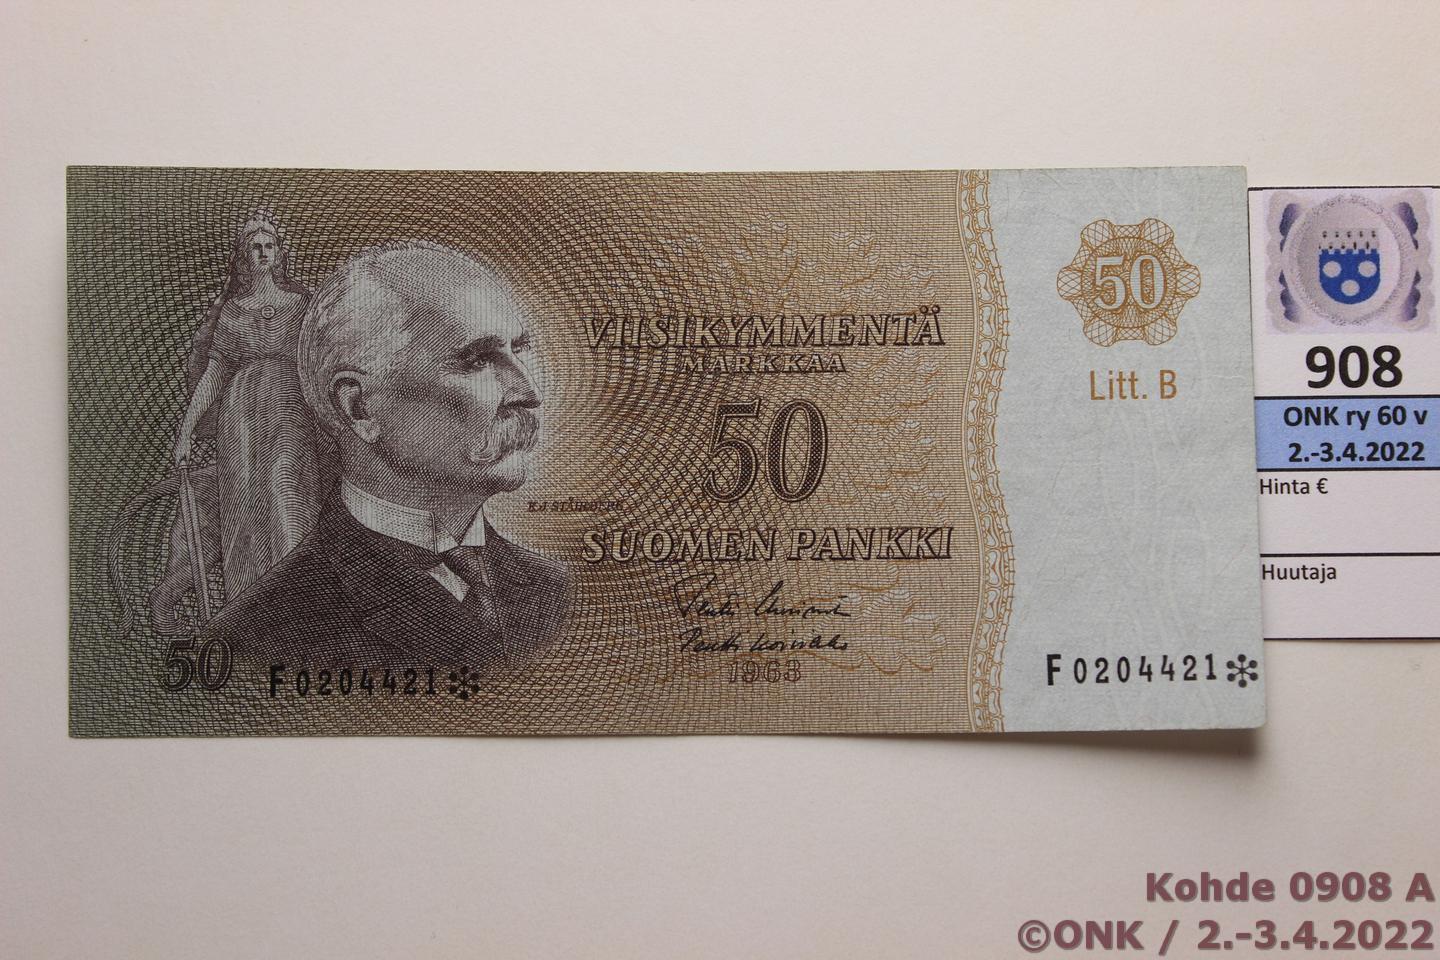 VIISIKYMMENTÄ
MARKKAA
50
K.J.STÅHLBERG
SUOMEN PANKKI
1963
50
F0204421*
50
Litt. B
F0204421*
908
ONK ry 60 v
2.-3.4.2022
Hinta €
Huutaja
Kohde 0908 A
©ONK / 2.-3.4.2022